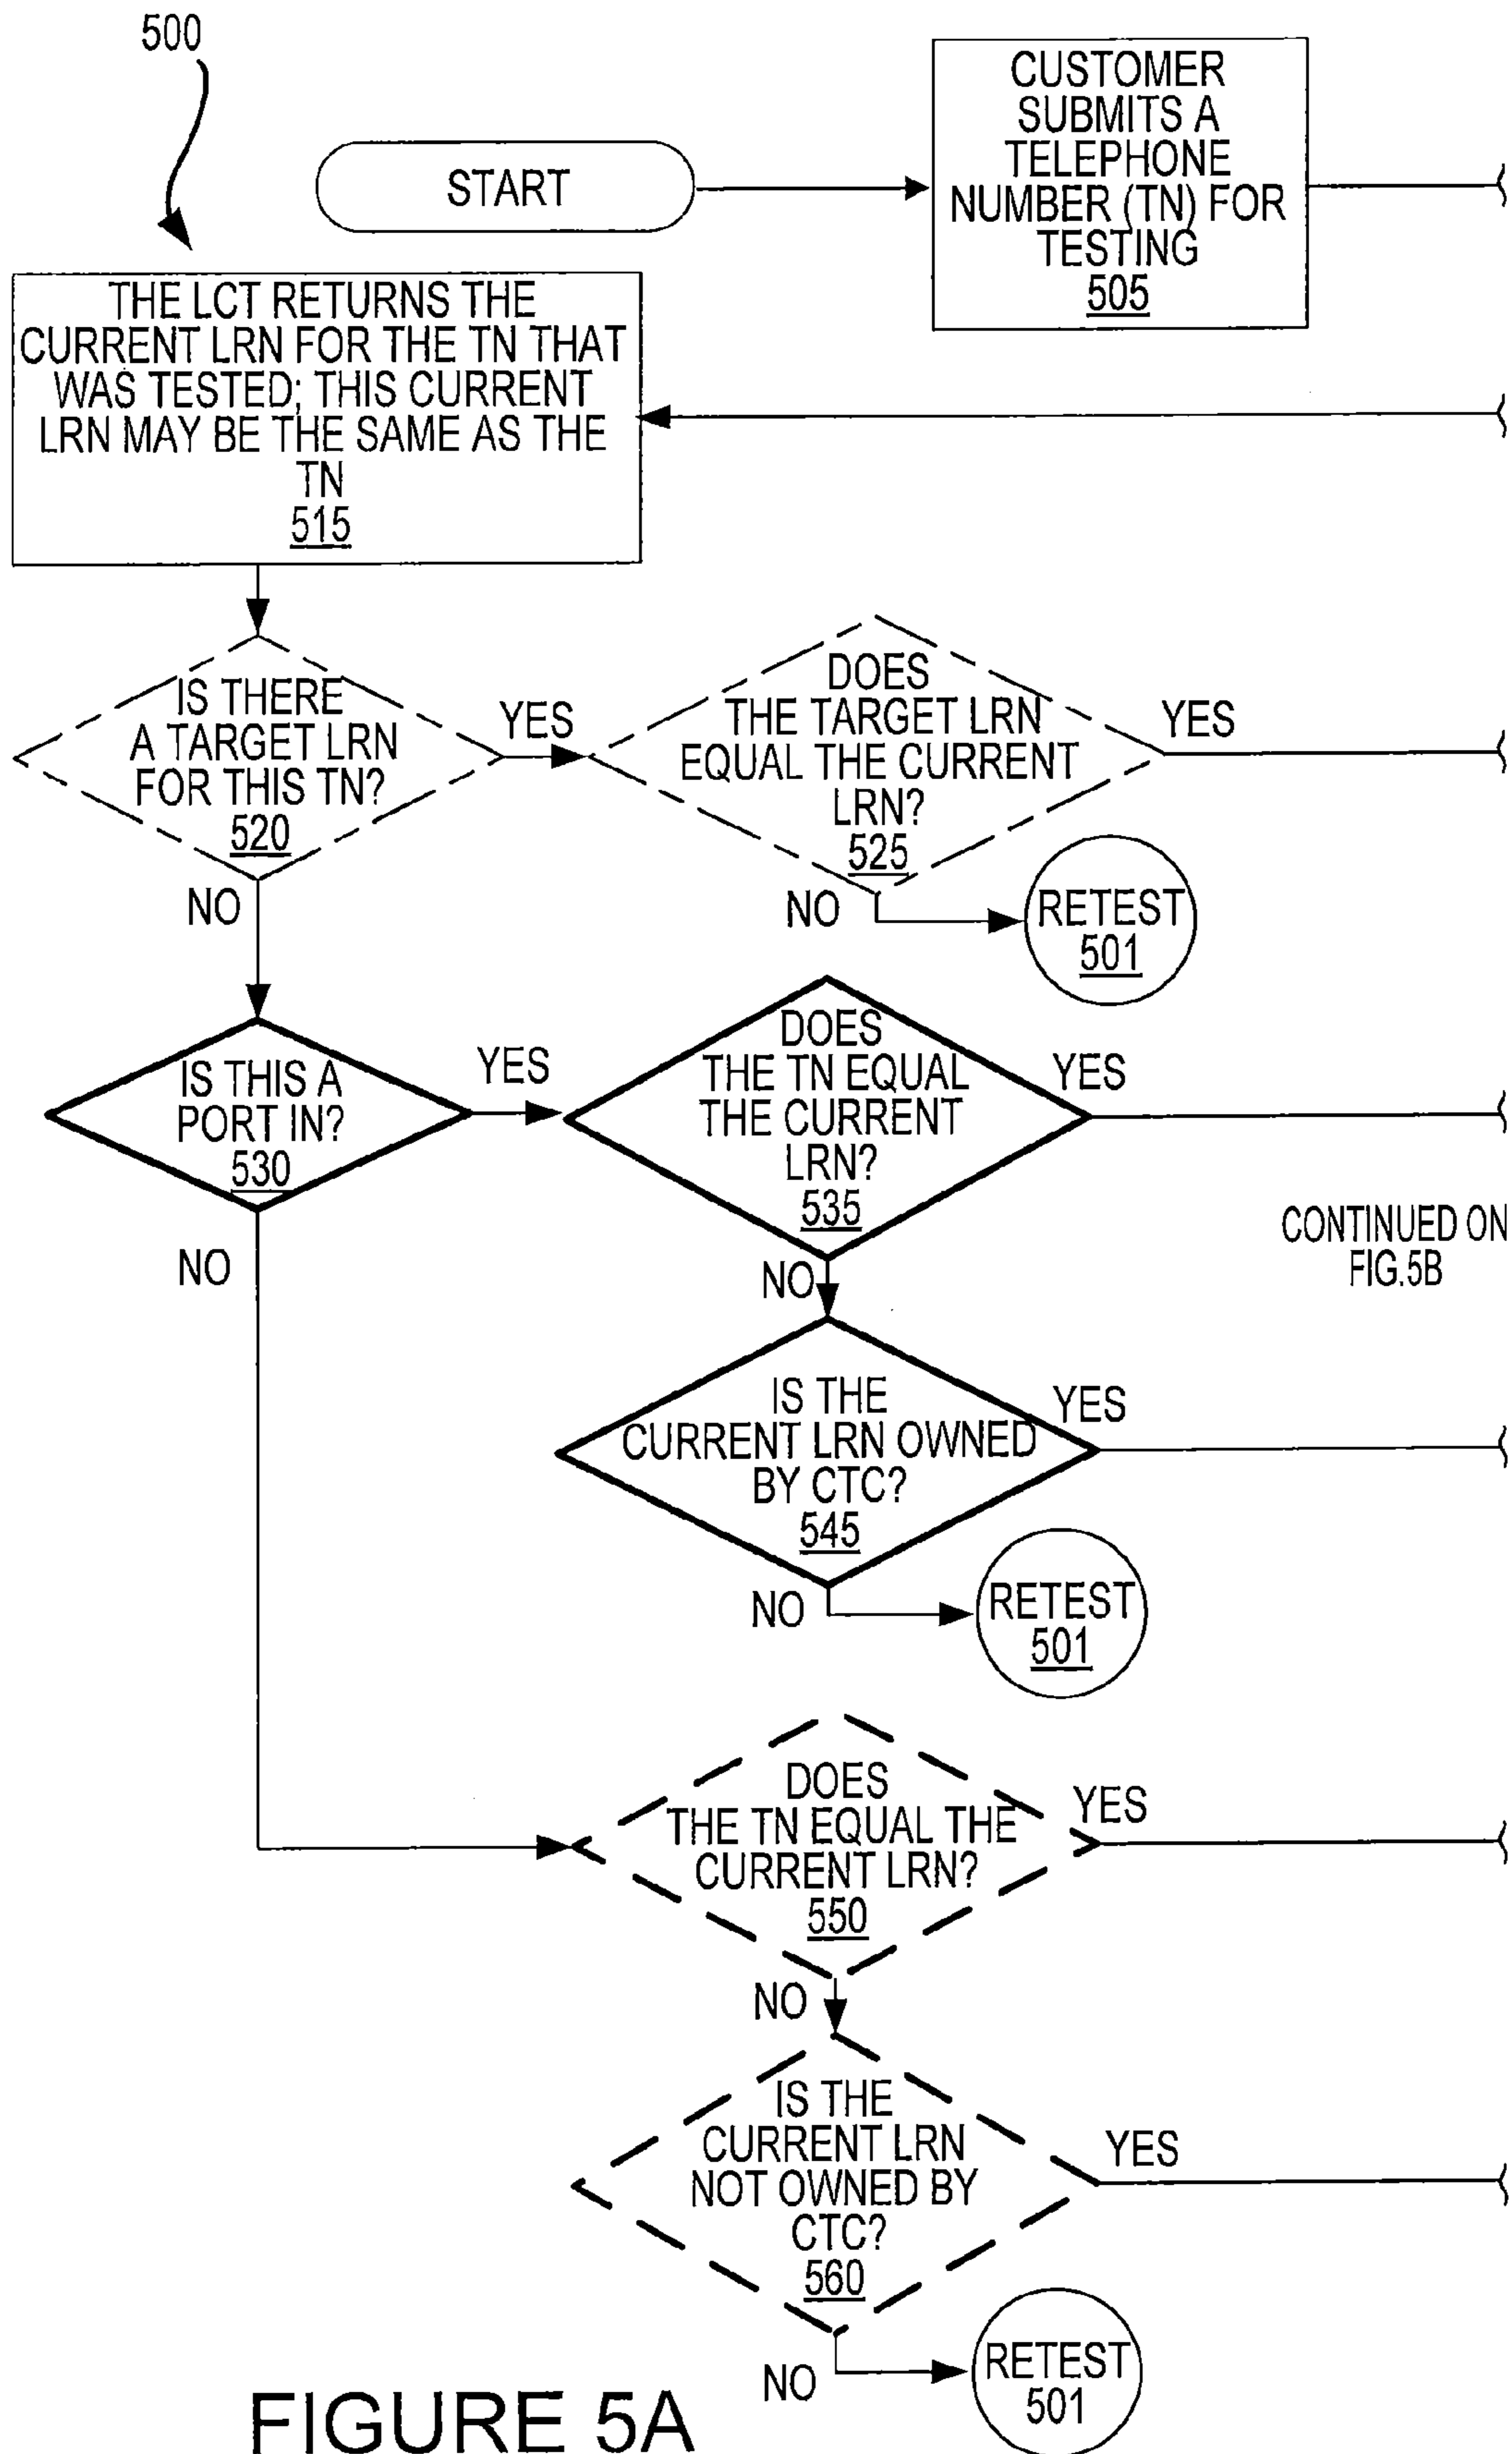 500
START
CUSTOMER
SUBMITS A
TELEPHONE
NUMBER (TN) FOR
TESTING
505
THE LCT RETURNS THE
CURRENT LRN FOR THE TN THAT
WAS TESTED; THIS CURRENT
LRN MAY BE THE SAME AS THE
TN
515
IS THERE
A TARGET LRN
FOR THIS TN?
520
YES
NO
DOES
THE TARGET LRN
EQUAL THE CURRENT
LRN?
525
YES
NO
RETEST
501
IS THIS A
PORT IN?
530
YES
NO
DOES
THE TN EQUAL
THE CURRENT
LRN?
535
YES
NO
CONTINUED ON
FIG.5B
IS THE
CURRENT LRN OWNED
BY CTC?
545
YES
NO
RETEST
501
DOES
THE TN EQUAL THE
CURRENT LRN?
550
YES
NO
IS THE
CURRENT LRN
NOT OWNED BY
CTC?
560
YES
NO
RETEST
501
FIGURE 5A